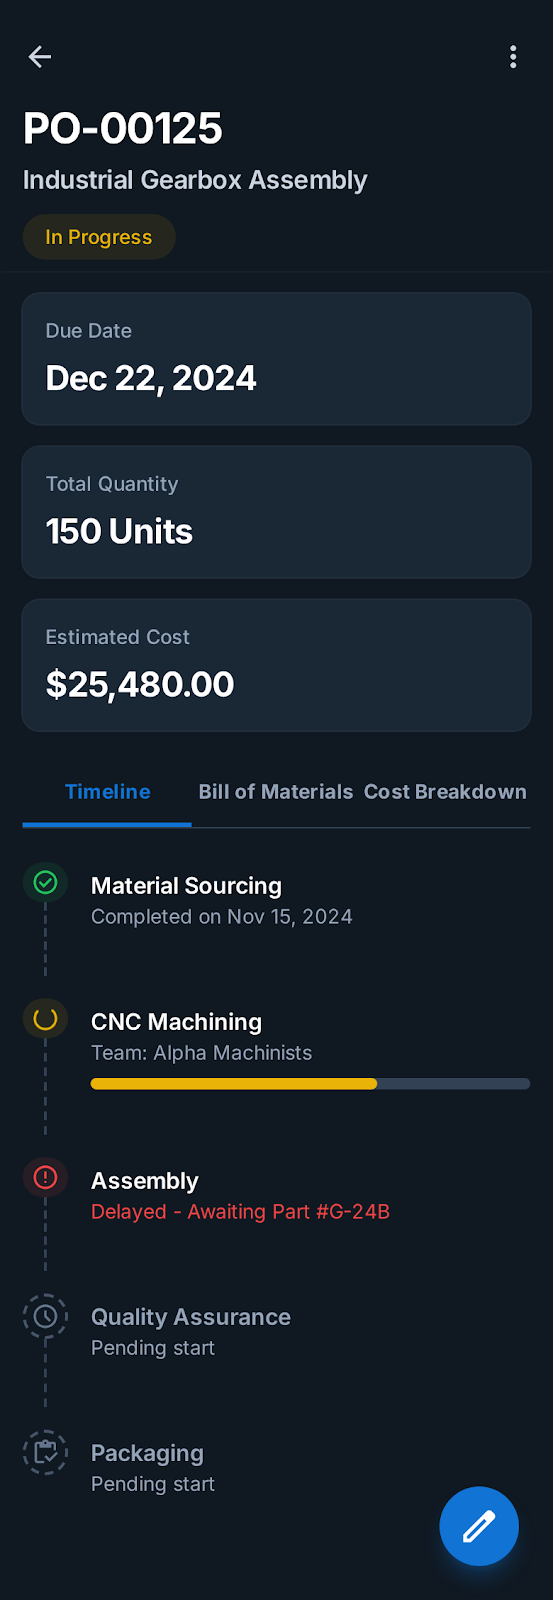 PO-00125
Industrial Gearbox Assembly
In Progress
Due Date
Dec 22, 2024
Total Quantity
150 Units
Estimated Cost
$25,480.00
Timeline Bill of Materials Cost Breakdown
Material Sourcing
Completed on Nov 15, 2024
CNC Machining
Team: Alpha Machinists
Assembly
Delayed - Awaiting Part #G-24B
Quality Assurance
Pending start
Packaging
Pending start